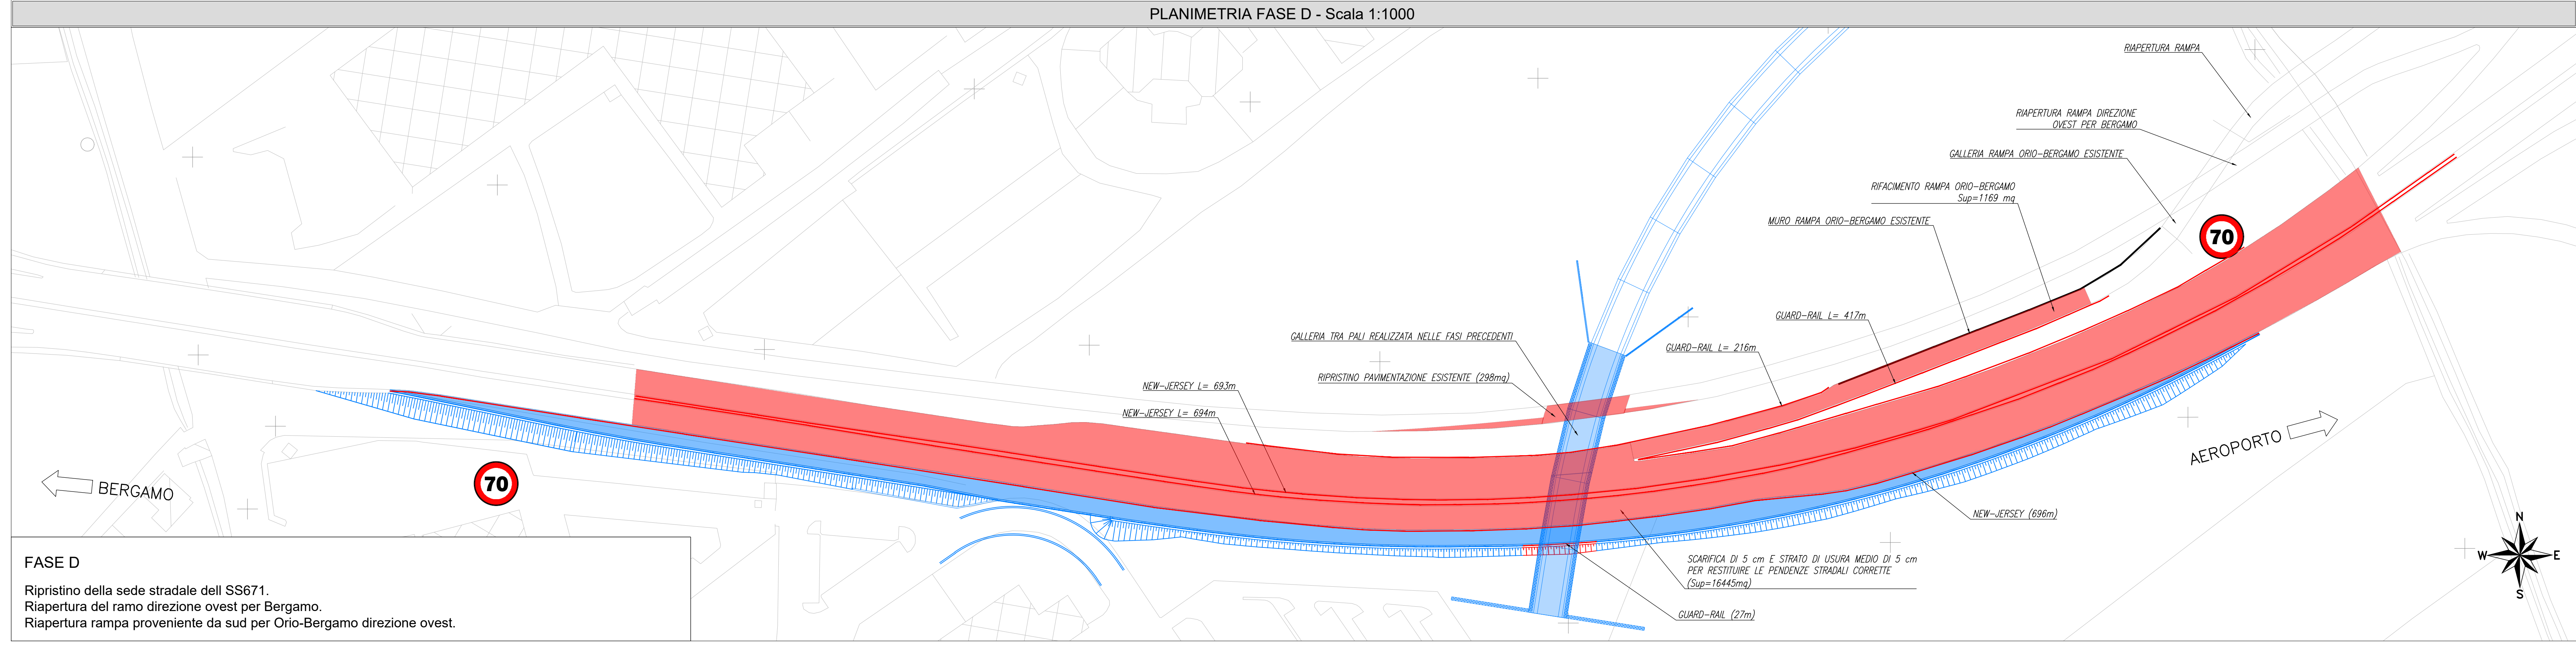 PLANIMETRIA FASE D - Scala 1:1000
RIAPERTURA RAMPA
RIAPERTURA RAMPA DIREZIONE
OVEST PER BERGAMO
GALLERIA RAMPA ORIO-BERGAMO ESISTENTE
RIFACIMENTO RAMPA ORIO-BERGAMO
Sup=1169 mq
MURO RAMPA ORIO-BERGAMO ESISTENTE
70
GUARD-RAIL L= 417m
GALLERIA TRA PALI REALIZZATA NELLE FASI PRECEDENTI
GUARD-RAIL L= 216m
RIPRISTINO PAVIMENTAZIONE ESISTENTE (298mq)
NEW-JERSEY L= 693m
NEW-JERSEY L= 694m
AEROPORTO
70
BERGAMO
NEW-JERSEY (696m)
N
W E
S
SCARIFICA DI 5 cm E STRATO DI USURA MEDIO DI 5 cm
PER RESTITUIRE LE PENDENZE STRADALI CORRETTE
(Sup=16445mq)
GUARD-RAIL (27m)
FASE D
Ripristino della sede stradale dell SS671.
Riapertura del ramo direzione ovest per Bergamo.
Riapertura rampa proveniente da sud per Orio-Bergamo direzione ovest.